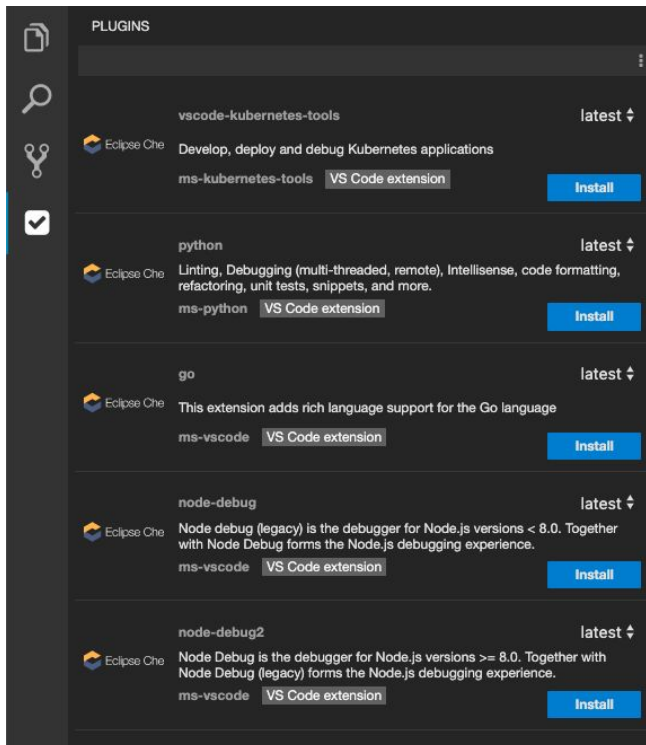 PLUGINS
vscode-kubernetes-tools latest
Eclipse Che
Develop, deploy and debug Kubernetes applications
ms-kubernetes-tools VS Code extension
Install
python latest
Eclipse Che
Linting, Debugging (multi-threaded, remote), Intellisense, code formatting,
refactoring, unit tests, snippets, and more.
ms-python VS Code extension
Install
go latest
Eclipse Che
This extension adds rich language support for the Go language
ms-vscode VS Code extension
Install
node-debug latest
Eclipse Che
Node debug (legacy) is the debugger for Node.js versions < 8.0. Together
with Node Debug forms the Node.js debugging experience.
ms-vscode VS Code extension
Install
node-debug2 latest
Eclipse Che
Node Debug is the debugger for Node.js versions >= 8.0. Together with
Node Debug (legacy) forms the Node.js debugging experience.
ms-vscode VS Code extension
Install